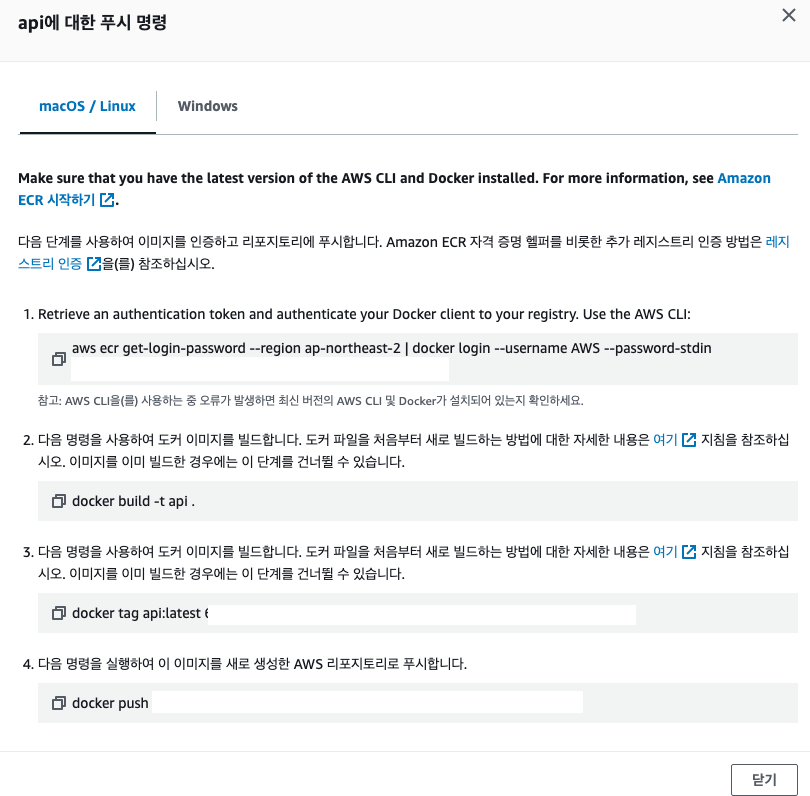 api에 대한 푸시 명령
macOS / Linux
Windows
Make sure that you have the latest version of the AWS CLI and Docker installed. For more information, see Amazon
ECR 시작하기.
다음 단계를 사용하여 이미지를 인증하고 리포지토리에 푸시합니다. Amazon ECR 자격 증명 헬퍼를 비롯한 추가 레지스트리 인증 방법은 레지
스트리 인증 을(를) 참조하십시오.
1. Retrieve an authentication token and authenticate your Docker client to your registry. Use the AWS CLI:
aws ecr get-login-password --region ap-northeast-2 | docker login --username AWS --password-stdin
참고: AWS CLI을(를) 사용하는 중 오류가 발생하면 최신 버전의 AWS CLI 및 Docker가 설치되어 있는지 확인하세요.
2. 다음 명령을 사용하여 도커 이미지를 빌드합니다. 도커 파일을 처음부터 새로 빌드하는 방법에 대한 자세한 내용은 여기 지침을 참조하십
시오. 이미지를 이미 빌드한 경우에는 이 단계를 건너뛸 수 있습니다.
docker build -t api .
3. 다음 명령을 사용하여 도커 이미지를 빌드합니다. 도커 파일을 처음부터 새로 빌드하는 방법에 대한 자세한 내용은 여기 지침을 참조하십
시오. 이미지를 이미 빌드한 경우에는 이 단계를 건너뛸 수 있습니다.
docker tag api:latest
4. 다음 명령을 실행하여 이 이미지를 새로 생성한 AWS 리포지토리로 푸시합니다.
docker push
닫기